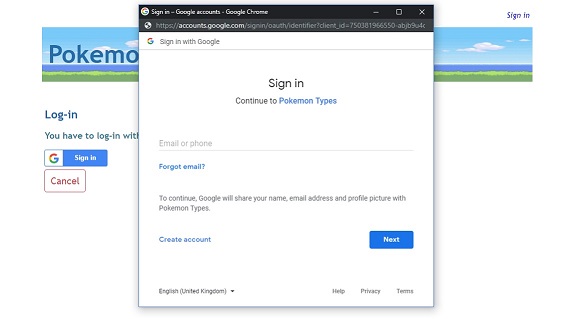 Sign in – Google accounts - Google Chrome
https://accounts.google.com/signin/oauth/identifier?client_id=750381966550-abjb9u4c
Sign in
Pokemo
Sign in with Google
Sign in
Continue to Pokemon Types
Log-in
You have to log-in with
Sign in
Cancel
Email or phone
Forgot email?
To continue, Google will share your name, email address and profile picture with
Pokemon Types.
Create account
Next
English (United Kingdom)
Help
Privacy
Terms